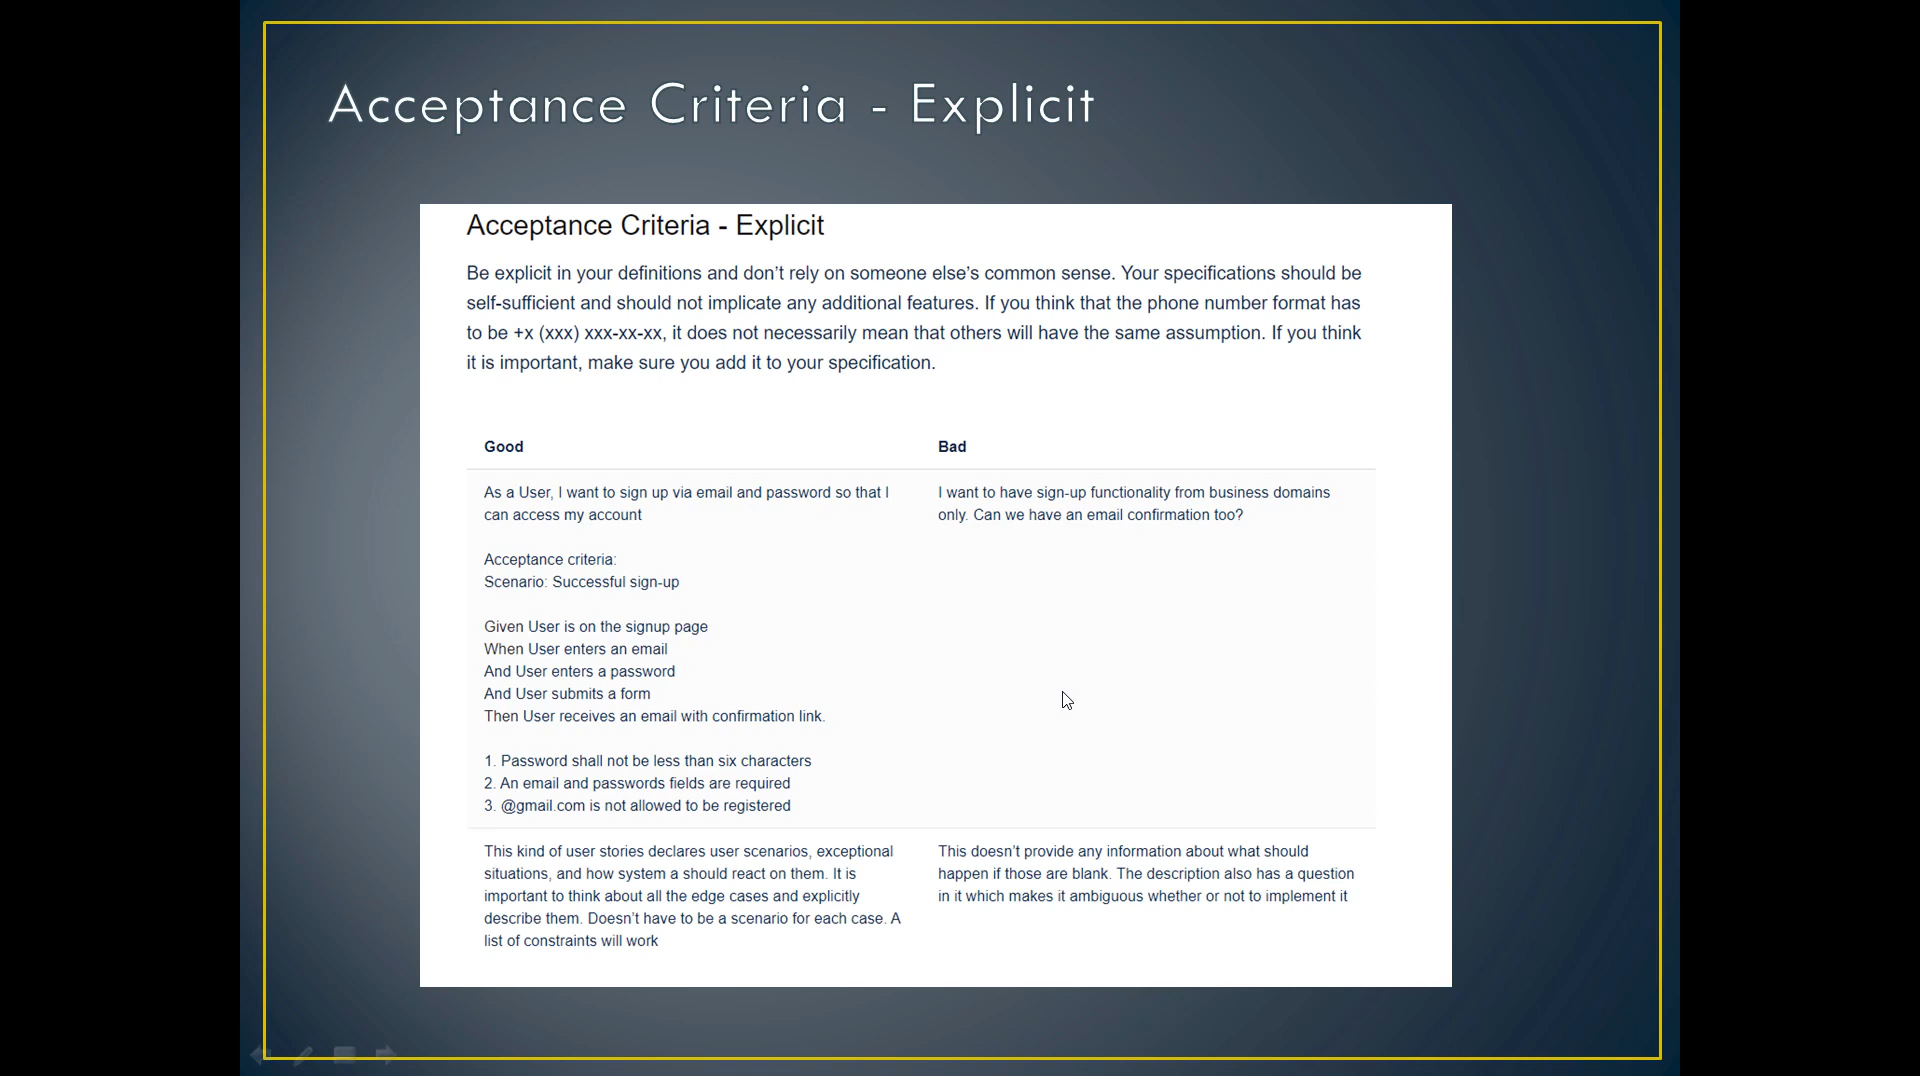 Acceptance Criteria - Explicit
Acceptance Criteria - Explicit
Be explicit in your definitions and don’t rely on someone else’s common sense. Your specifications should be
self-sufficient and should not implicate any additional features. If you think that the phone number format has
to be +x (xxx) xxx-xx-xx, it does not necessarily mean that others will have the same assumption. If you think
it is important, make sure you add it to your specification.
Good
Bad
As a User, I want to sign up via email and password so that I
can access my account
Acceptance criteria:
Scenario: Successful sign-up
Given User is on the signup page
When User enters an email
And User enters a password
And User submits a form
Then User receives an email with confirmation link.
1. Password shall not be less than six characters
2. An email and passwords fields are required
3. @gmail.com is not allowed to be registered
I want to have sign-up functionality from business domains
only. Can we have an email confirmation too?
This kind of user stories declares user scenarios, exceptional
situations, and how system a should react on them. It is
important to think about all the edge cases and explicitly
describe them. Doesn’t have to be a scenario for each case. A
list of constraints will work
This doesn’t provide any information about what should
happen if those are blank. The description also has a question
in it which makes it ambiguous whether or not to implement it